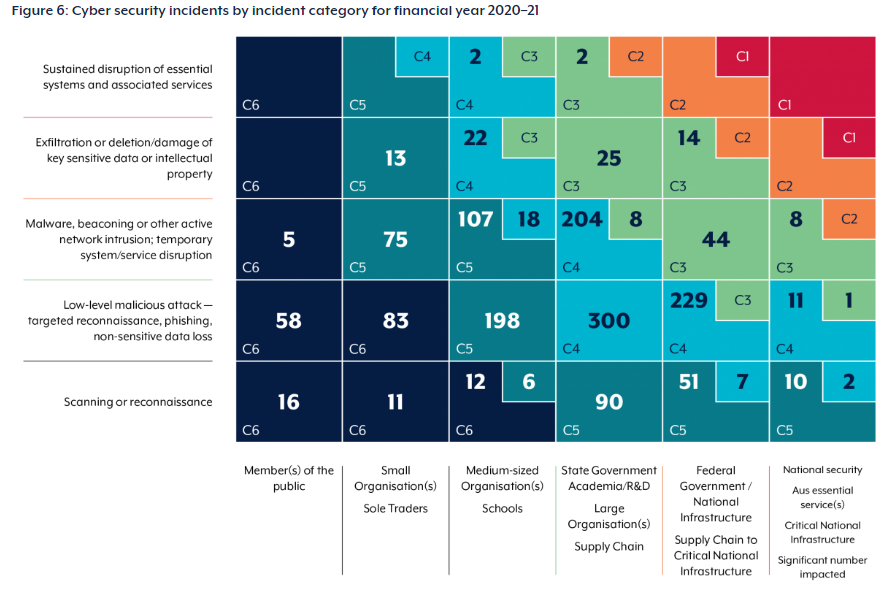 Figure 6: Cyber security incidents by incident category for financial year 2020–21
Sustained disruption of essential
systems and associated services
C6
C5
C4
2
C3
C4
2
C2
C3
C1
C2
C1
Exfiltration or deletion/damage of
key sensitive data or intellectual
property
C6
13
C5
22
C3
C4
25
C3
14
C2
C3
C1
C2
Malware, beaconing or other active
network intrusion; temporary
system/service disruption
5
C6
75
C5
107
18
C5
204
8
C4
44
C3
8
C2
C3
Low-level malicious attack —
targeted reconnaissance, phishing,
non-sensitive data loss
58
C6
83
C6
198
C5
300
C4
229
C3
C4
11
1
C4
Scanning or reconnaissance
16
C6
11
C6
12
6
C6
90
C5
51
7
C5
10
2
C5
Member(s) of the
public
Small
Organisation(s)
Sole Traders
Medium-sized
Organisation(s)
Schools
State Government
Academia/R&D
Large
Organisation(s)
Supply Chain
Federal
Government /
National
Infrastructure
Supply Chain to
Critical National
Infrastructure
National security
Aus essential
service(s)
Critical National
Infrastructure
Significant number
impacted